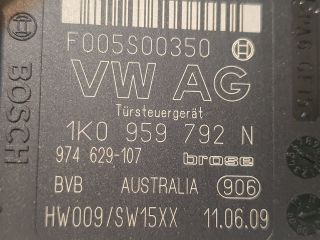 F005S00350
VW AG
Türsteuergerät
1K0 959 792 N
974 629-107 brose
BVB AUSTRALIA 906
HW009/SW15XX 11.06.09
BOSCH